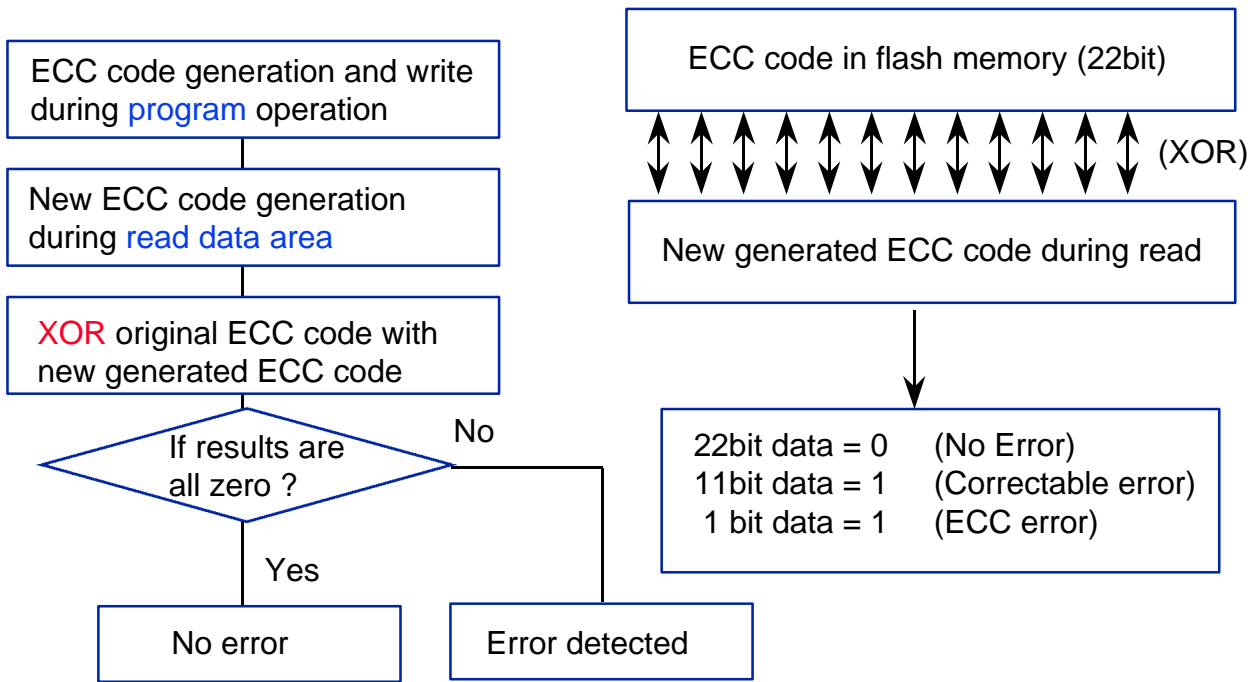 ECC code generation and write
during program operation
New ECC code generation
during read data area
XOR original ECC code with
new generated ECC code
If results are
all zero ?
No
Yes
No error
Error detected
ECC code in flash memory (22bit)
(XOR)
New generated ECC code during read
22bit data = 0 (No Error)
11bit data = 1 (Correctable error)
1 bit data = 1 (ECC error)